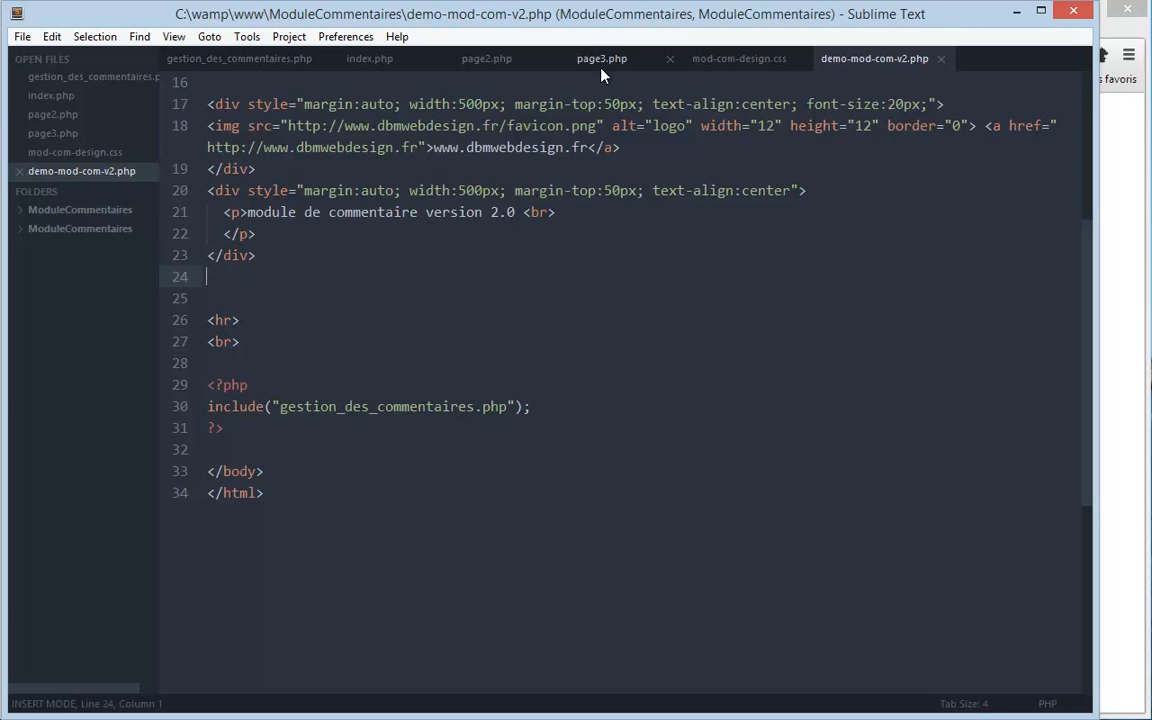 C:\wamp\www\ModuleCommentaires\demo-mod-com-v2.php (ModuleCommentaires, ModuleCommentaires) - Sublime Text
File Edit Selection Find View Goto Tools Project Preferences Help
OPEN FILES
gestion_des_commentaires.p
index.php
page2.php
page3.php
mod-com-design.css
demo-mod-com-v2.php
FOLDERS
ModuleCommentaires
ModuleCommentaires
gestion_des_commentaires.php index.php page2.php page3.php mod-com-design.css demo-mod-com-v2.php
s favoris
16
17 <div style="margin:auto; width:500px; margin-top:50px; text-align:center; font-size:20px;">
18 <img src="http://www.dbmwebdesign.fr/favicon.png" alt="logo" width="12" height="12" border="0"> <a href="
http://www.dbmwebdesign.fr">www.dbmwebdesign.fr</a>
19 </div>
20 <div style="margin:auto; width:500px; margin-top:50px; text-align:center">
21 <p>module de commentaire version 2.0 <br>
22 </p>
23 </div>
24
25
26 <hr>
27 <br>
28
29 <?php
30 include("gestion_des_commentaires.php");
31 ?>
32
33 </body>
34 </html>
INSERT MODE, Line 24, Column 1
Tab Size: 4
PHP